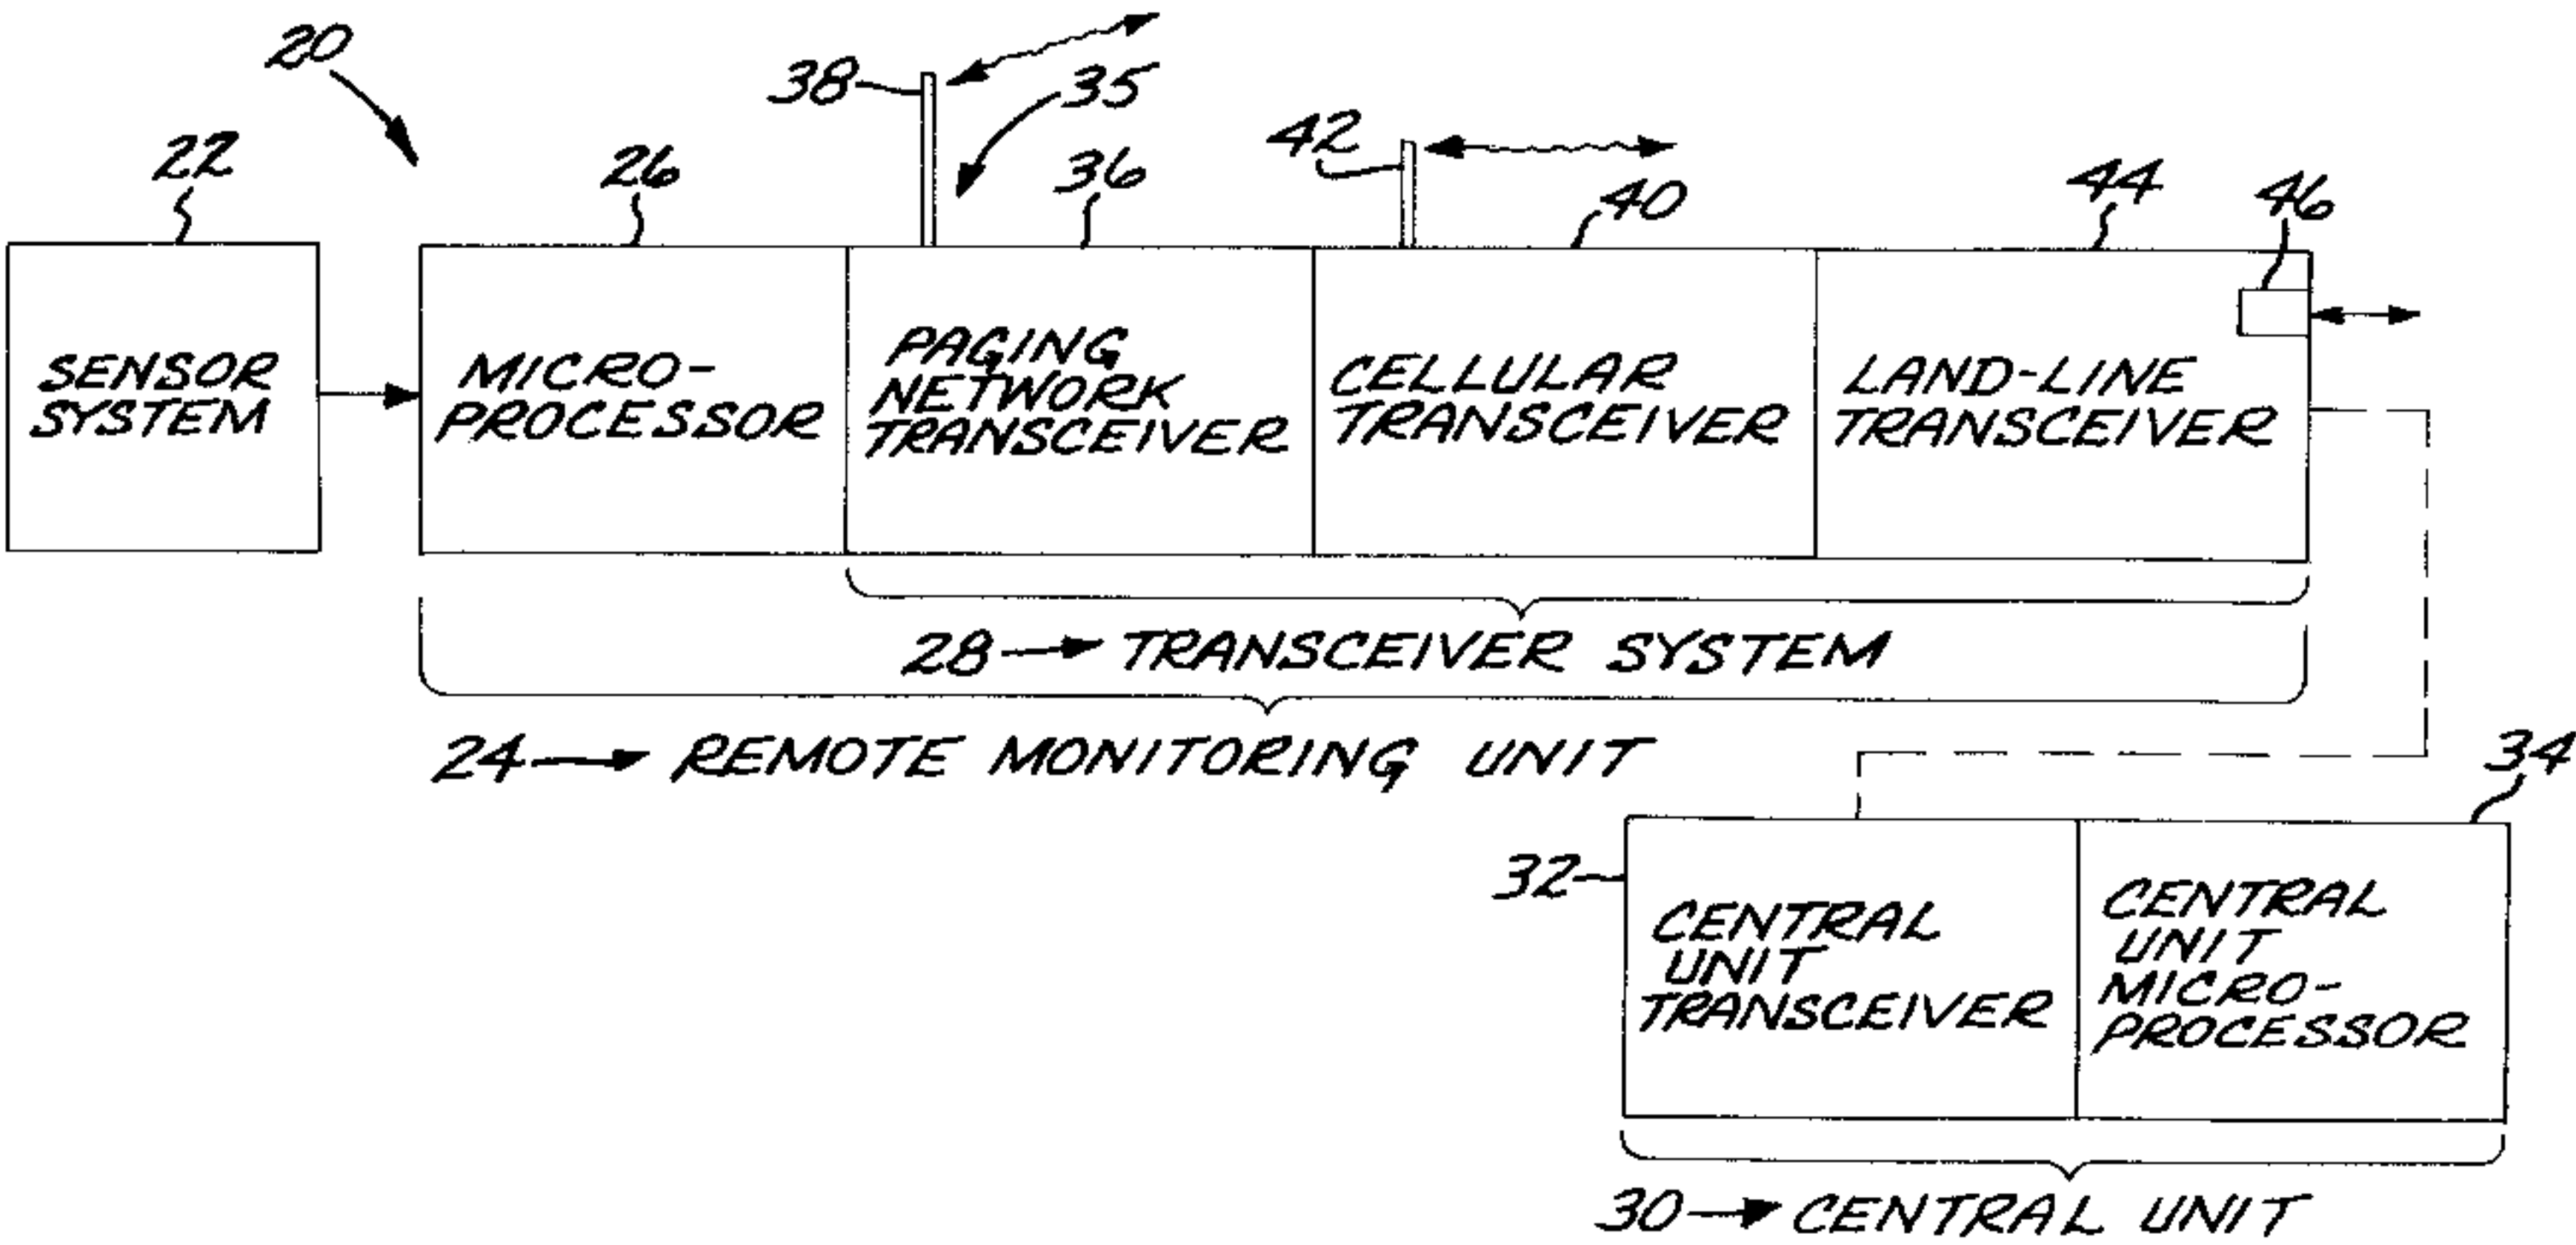 20
38
35
22
26
36
42
40
44
46
SENSOR
SYSTEM
MICRO-
PROCESSOR
PAGING
NETWORK
TRANSCEIVER
CELLULAR
TRANSCEIVER
LAND-LINE
TRANSCEIVER
28 → TRANSCEIVER SYSTEM
24 → REMOTE MONITORING UNIT
34
32
CENTRAL
UNIT
TRANSCEIVER
CENTRAL
UNIT
MICRO-
PROCESSOR
30 → CENTRAL UNIT